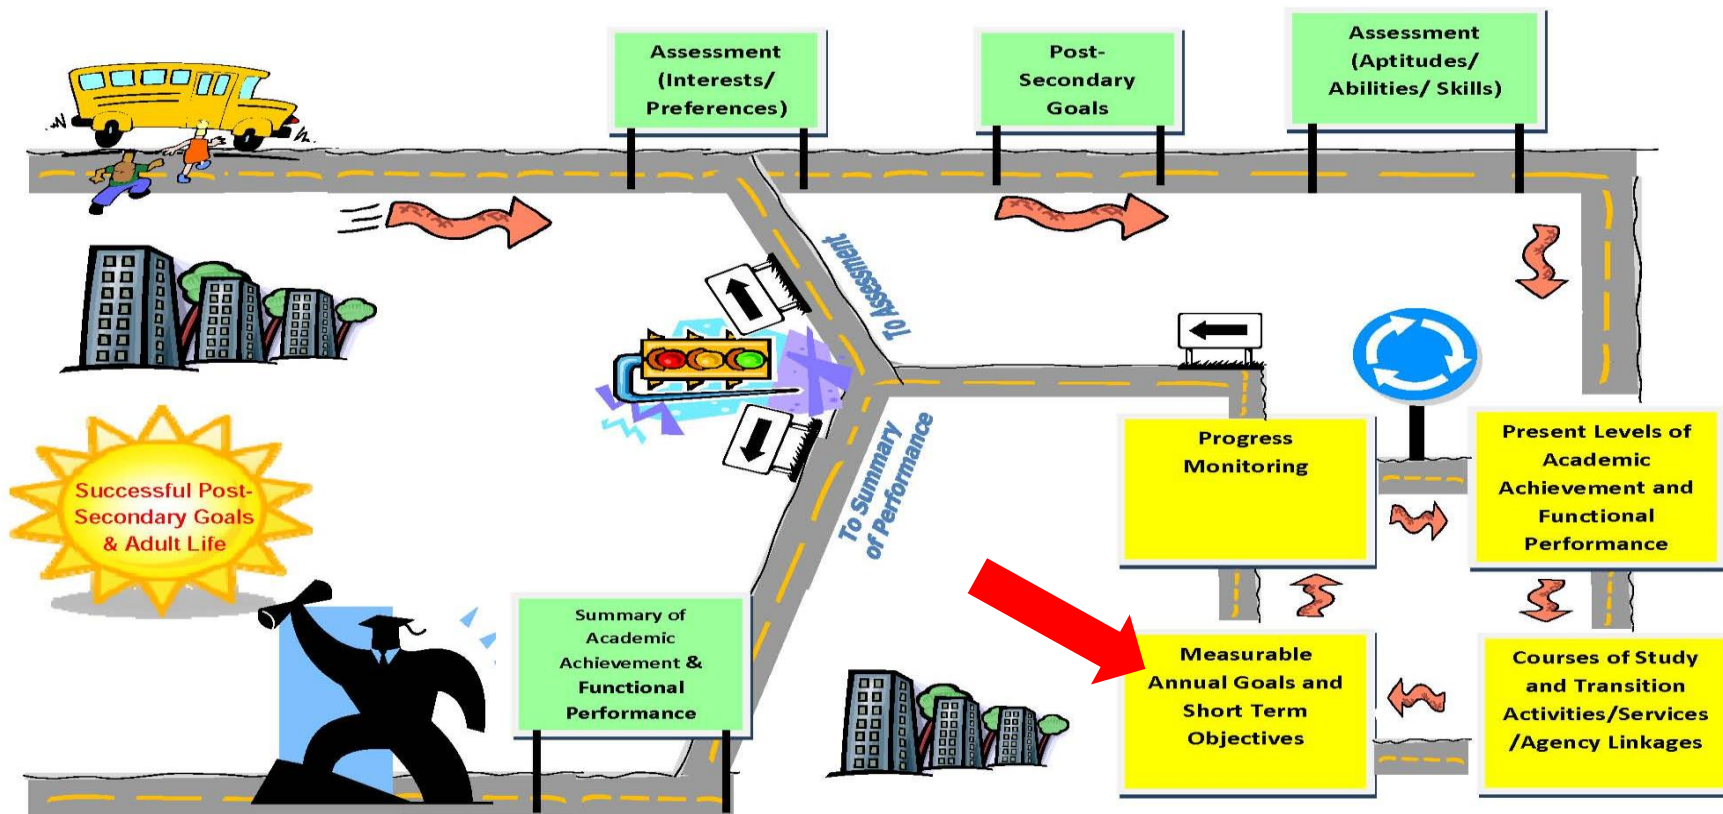 Assessment
(Interests/
Preferences)
Post-
Secondary
Goals
Assessment
(Aptitudes/
Abilities/ Skills)
To Assessment
Progress
Monitoring
Present Levels of
Academic
Achievement and
Functional
Performance
To Summary
of Performance
Successful Post-
Secondary Goals
& Adult Life
Summary of
Academic
Achievement &
Functional
Performance
Measurable
Annual Goals and
Short Term
Objectives
Courses of Study
and Transition
Activities/Services
/Agency Linkages